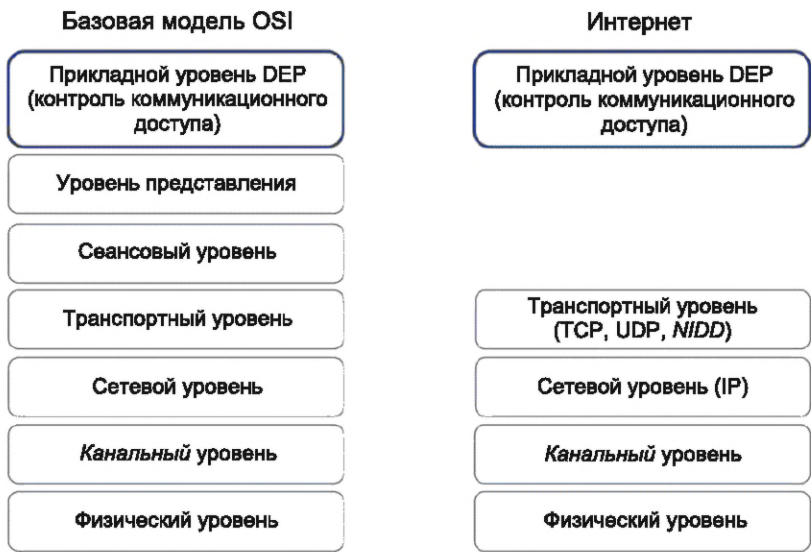 Базовая модель OSI
Прикладной уровень DEP
(контроль коммуникационного
доступа)
Уровень представления
Сеансовый уровень
Транспортный уровень
Сетевой уровень
Канальный уровень
Физический уровень
Интернет
Прикладной уровень DEP
(контроль коммуникационного
доступа)
Транспортный уровень
(TCP, UDP, NIDD)
Сетевой уровень (IP)
Канальный уровень
Физический уровень